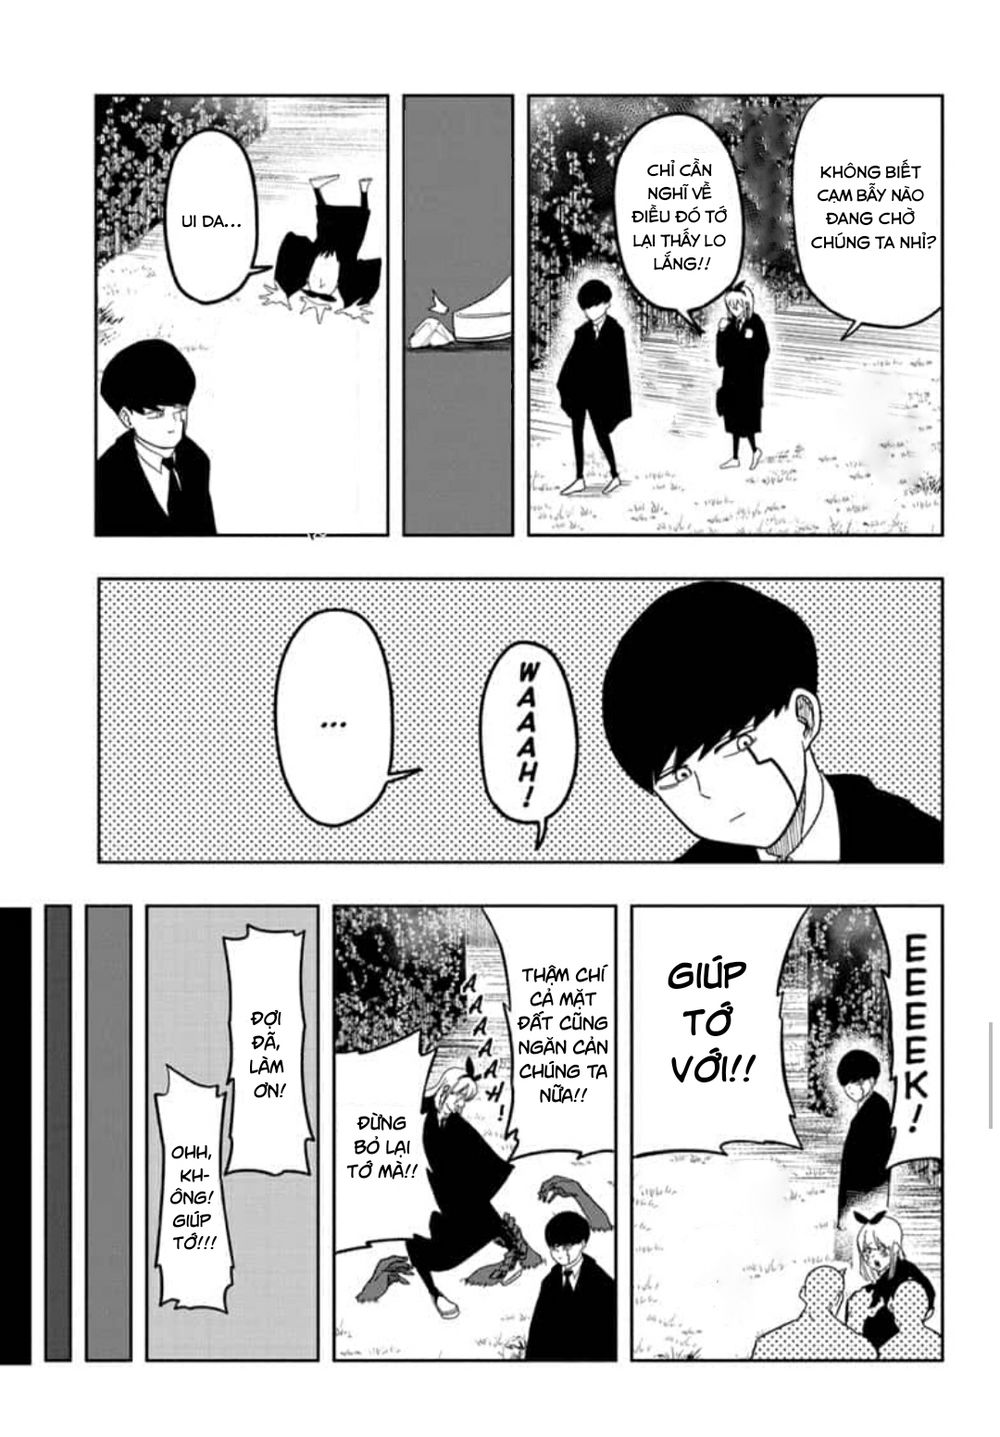 KHÔNG BIẾT
CẠM BẪY NÀO
ĐANG CHỜ
CHÚNG TA NHỈ?
CHỈ CẦN
NGHĨ VỀ
ĐIỀU ĐÓ TỚ
LẠI THẤY LO
LẮNG!!
UI DA...
WAAAH!
...
EEEEEK!
GIÚP
TỚ
VỚI!!
THẬM CHÍ
CẢ MẶT
ĐẤT CŨNG
NGĂN CẢN
CHÚNG TA
NỮA!!
AAAAAH!
ĐỪNG
BỎ LẠI
TỚ MÀ!!
ĐỢI
ĐÃ,
LÀM
ƠN!
OHH,
KH-
ÔNG!
GIÚP
TỚ!!!